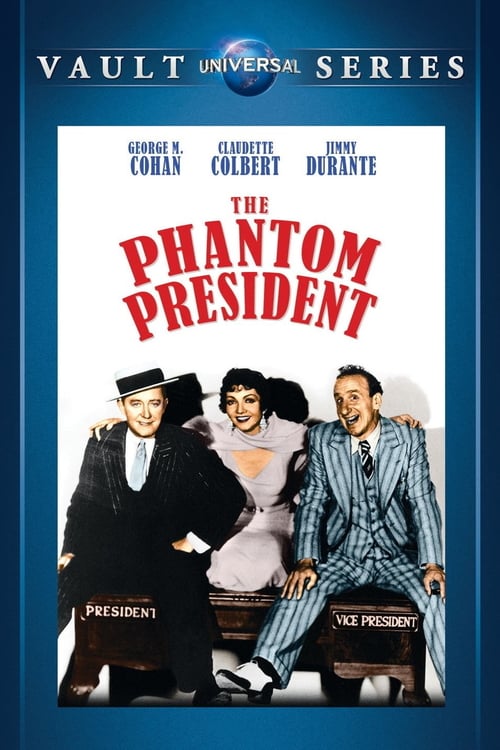 VAULT UNIVERSAL SERIES
GEORGE M. COHAN
CLAUDETTE COLBERT
JIMMY DURANTE
THE
PHANTOM
PRESIDENT
PRESIDENT
VICE PRESIDENT